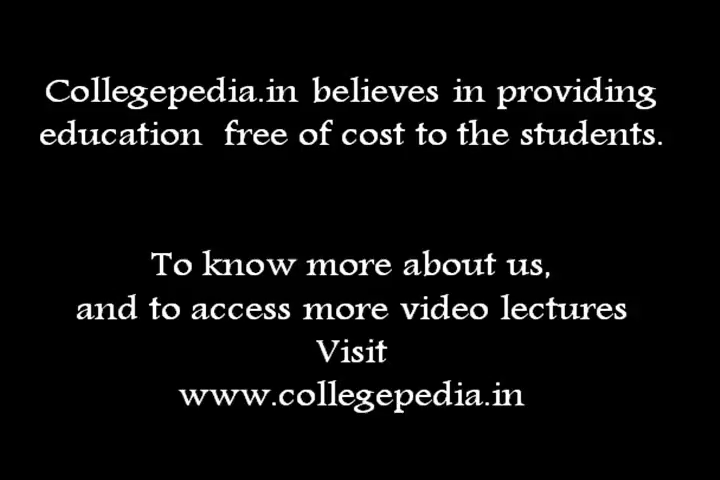 Collegepedia.in believes in providing
education free of cost to the students.
To know more about us,
and to access more video lectures
Visit
www.collegepedia.in